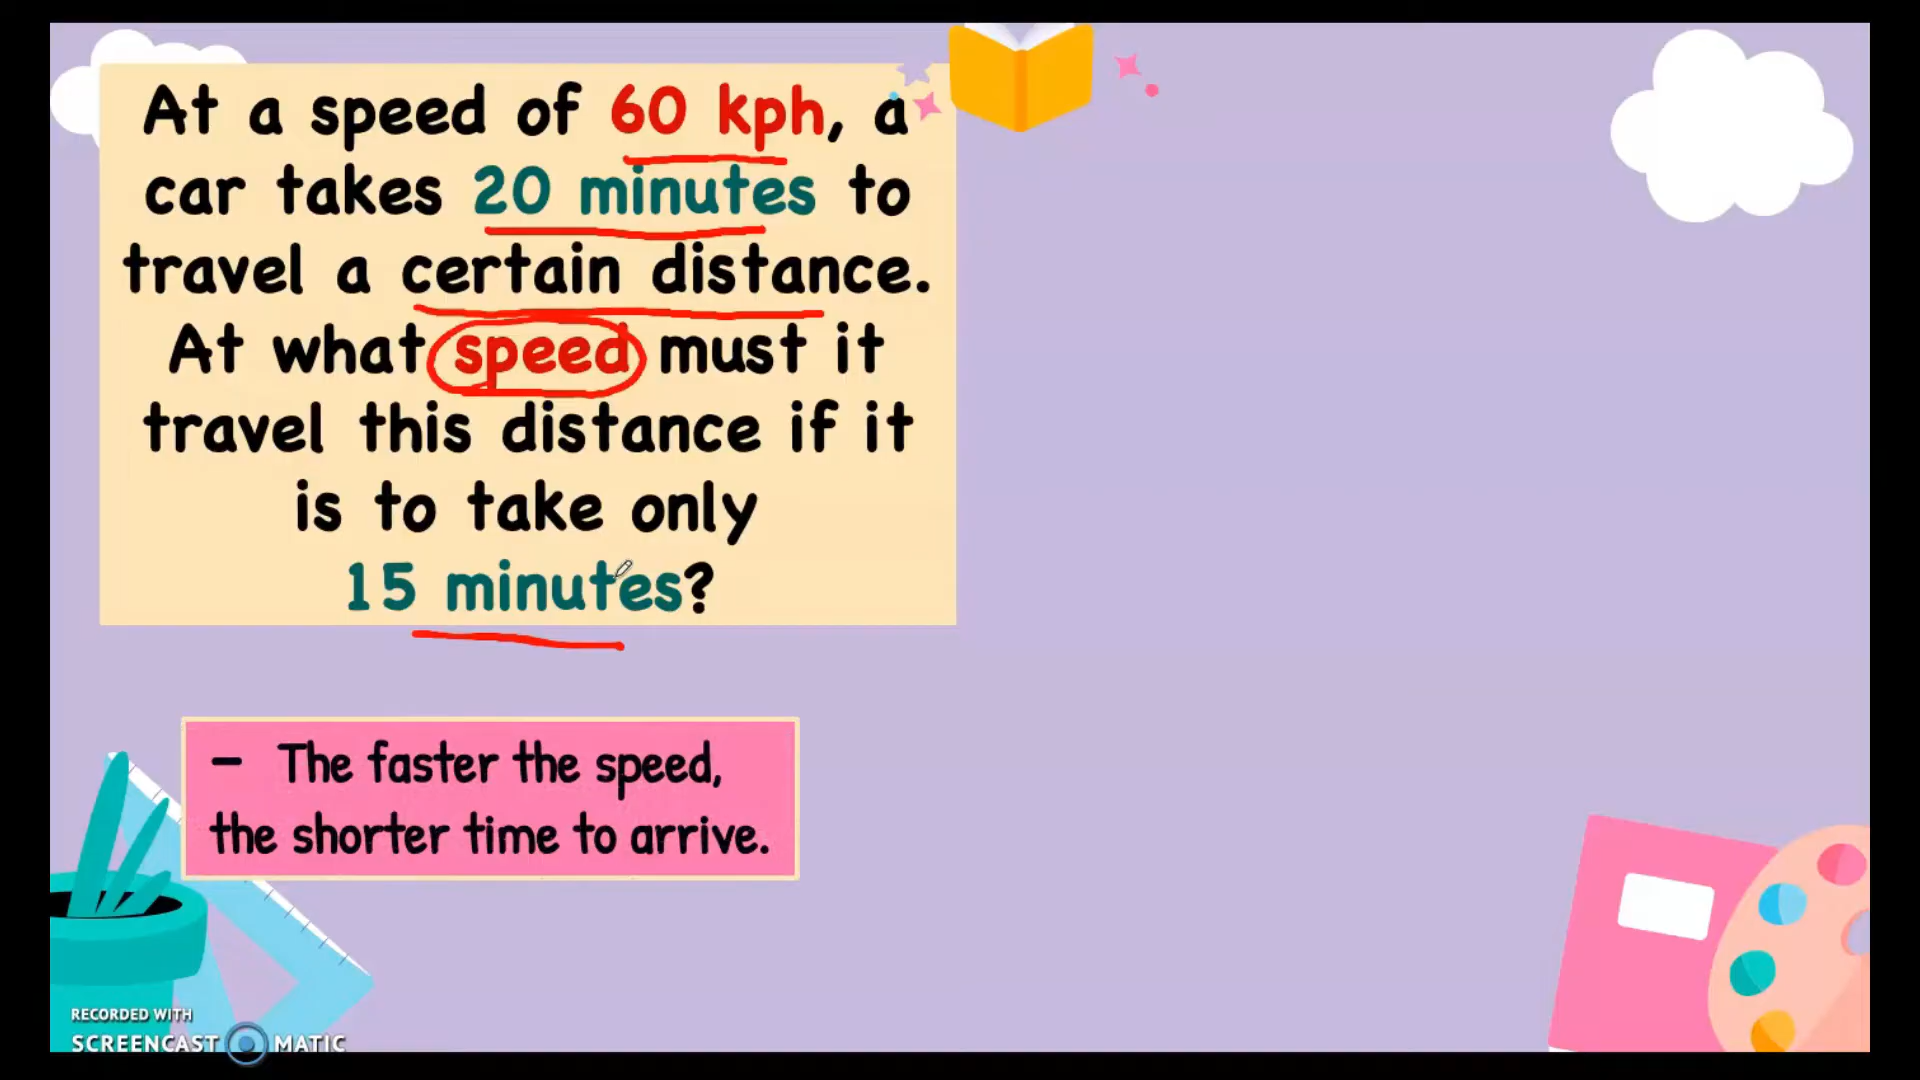 At a speed of 60 kph, a
car takes 20 minutes to
travel a certain distance.
At what speed must it
travel this distance if it
is to take only
15 minutes?
– The faster the speed,
the shorter time to arrive.
RECORDED WITH
SCREENCAST MATIC